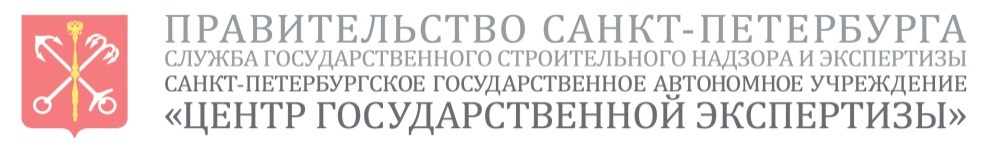 ПРАВИТЕЛЬСТВО САНКТ-ПЕТЕРБУРГА
СЛУЖБА ГОСУДАРСТВЕННОГО СТРОИТЕЛЬНОГО НАДЗОРА И ЭКСПЕРТИЗЫ
САНКТ-ПЕТЕРБУРГСКОЕ ГОСУДАРСТВЕННОЕ АВТОНОМНОЕ УЧРЕЖДЕНИЕ
«ЦЕНТР ГОСУДАРСТВЕННОЙ ЭКСПЕРТИЗЫ»